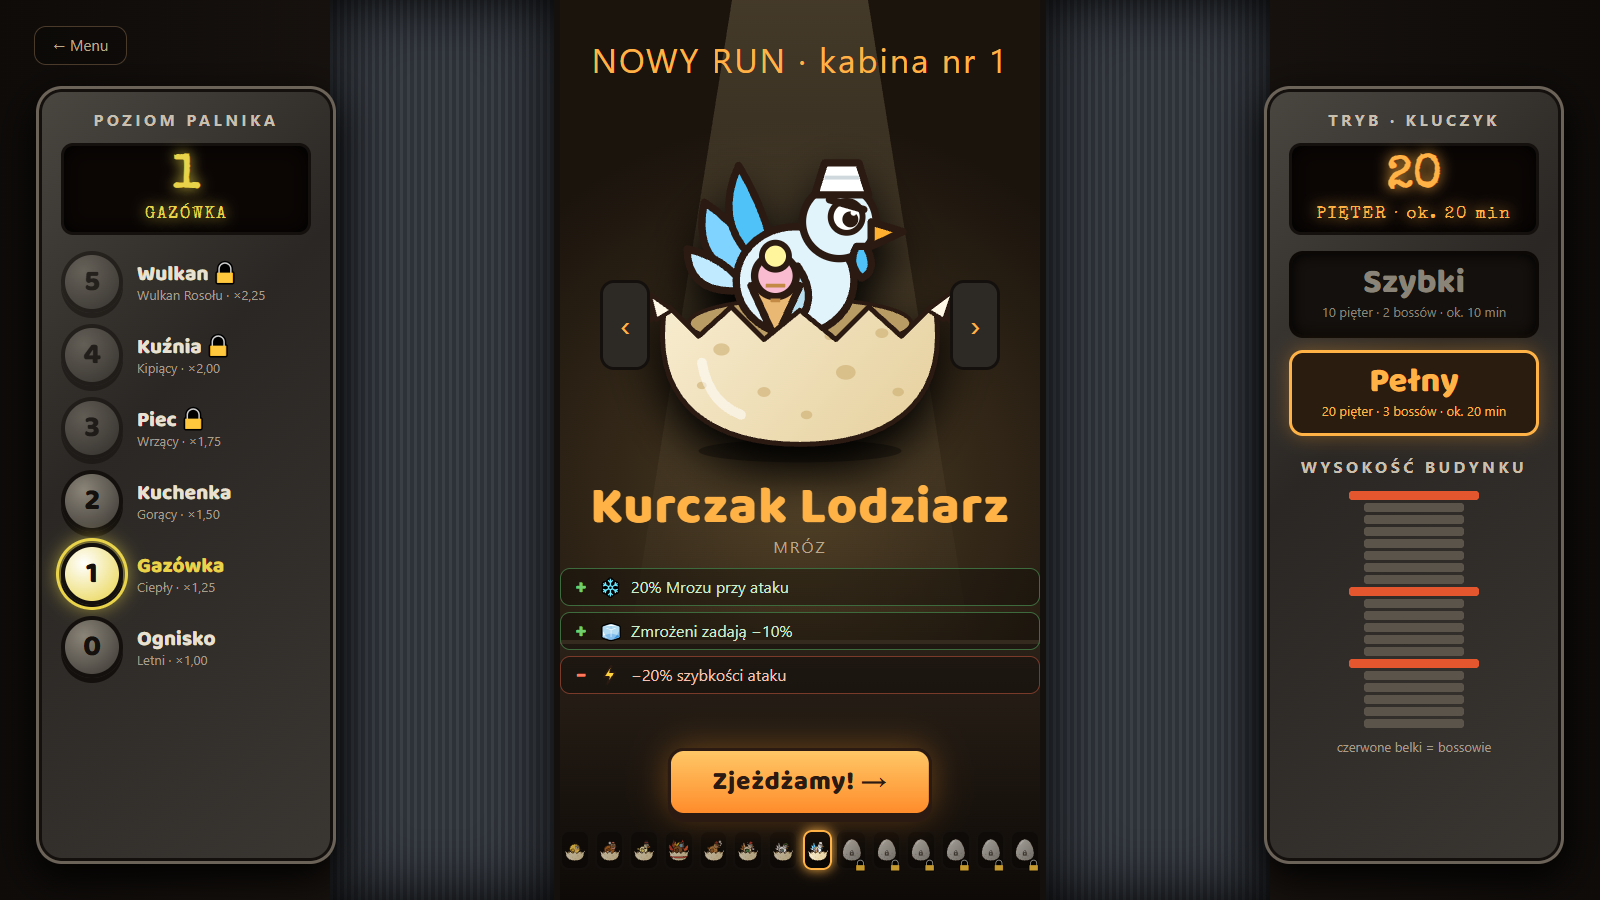 ← Menu
NOWY RUN · kabina nr 1
POZIOM PALNIKA
1
GAZÓWKA
5
Wulkan
Wulkan Rosołu · ×2,25
4
Kuźnia
Kipiący · ×2,00
3
Piec
Wrzący · ×1,75
2
Kuchenka
Gorący · ×1,50
1
Gazówka
Ciepły · ×1,25
0
Ognisko
Letni · ×1,00
‹
›
Kurczak Lodziarz
MRÓZ
+ 20% Mrozu przy ataku
+ Zmrożeni zadają −10%
− −20% szybkości ataku
Zjeżdżamy! →
TRYB · KLUCZYK
20
PIĘTER · ok. 20 min
Szybki
10 pięter · 2 bossów · ok. 10 min
Pełny
20 pięter · 3 bossów · ok. 20 min
WYSOKOŚĆ BUDYNKU
czerwone belki = bossowie